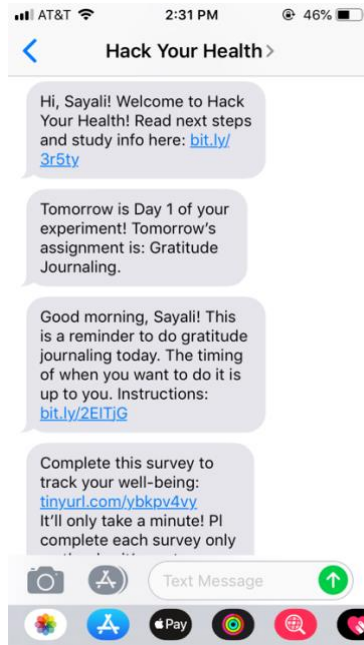 AT&T 2:31 PM 46%
Hack Your Health >
Hi, Sayali! Welcome to Hack
Your Health! Read next steps
and study info here: bit.ly/
3r5ty
Tomorrow is Day 1 of your
experiment! Tomorrow's
assignment is: Gratitude
Journaling.
Good morning, Sayali! This
is a reminder to do gratitude
journaling today. The timing
of when you want to do it is
up to you. Instructions:
bit.ly/2EITjG
Complete this survey to
track your well-being:
tinyurl.com/ybkpv4vy
It'll only take a minute! Pl
complete each survey only
Text Message
Pay